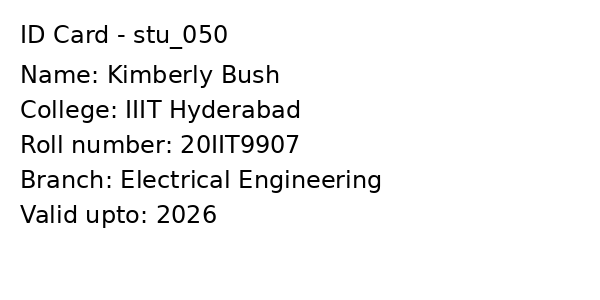 ID Card - stu_050
Name: Kimberly Bush
College: IIIT Hyderabad
Roll number: 20IIT9907
Branch: Electrical Engineering
Valid upto: 2026